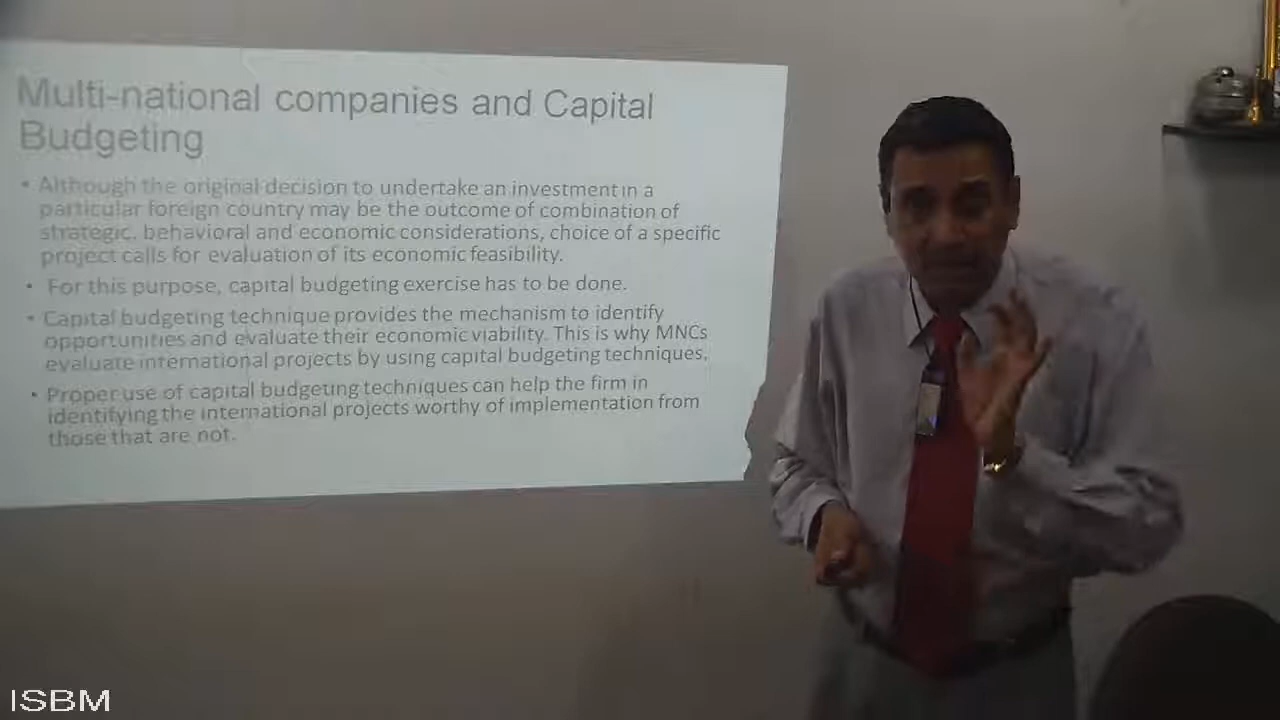 Multi-national companies and Capital
Budgeting
• Although the original decision to undertake an investment in a
particular foreign country may be the outcome of combination of
strategic, behavioral and economic considerations, choice of a specific
project calls for evaluation of its economic feasibility.
• For this purpose, capital budgeting exercise has to be done.
• Capital budgeting technique provides the mechanism to identify
opportunities and evaluate their economic viability. This is why MNCs
evaluate international projects by using capital budgeting techniques.
• Proper use of capital budgeting techniques can help the firm in
identifying the international projects worthy of implementation from
those that are not.
ISBM